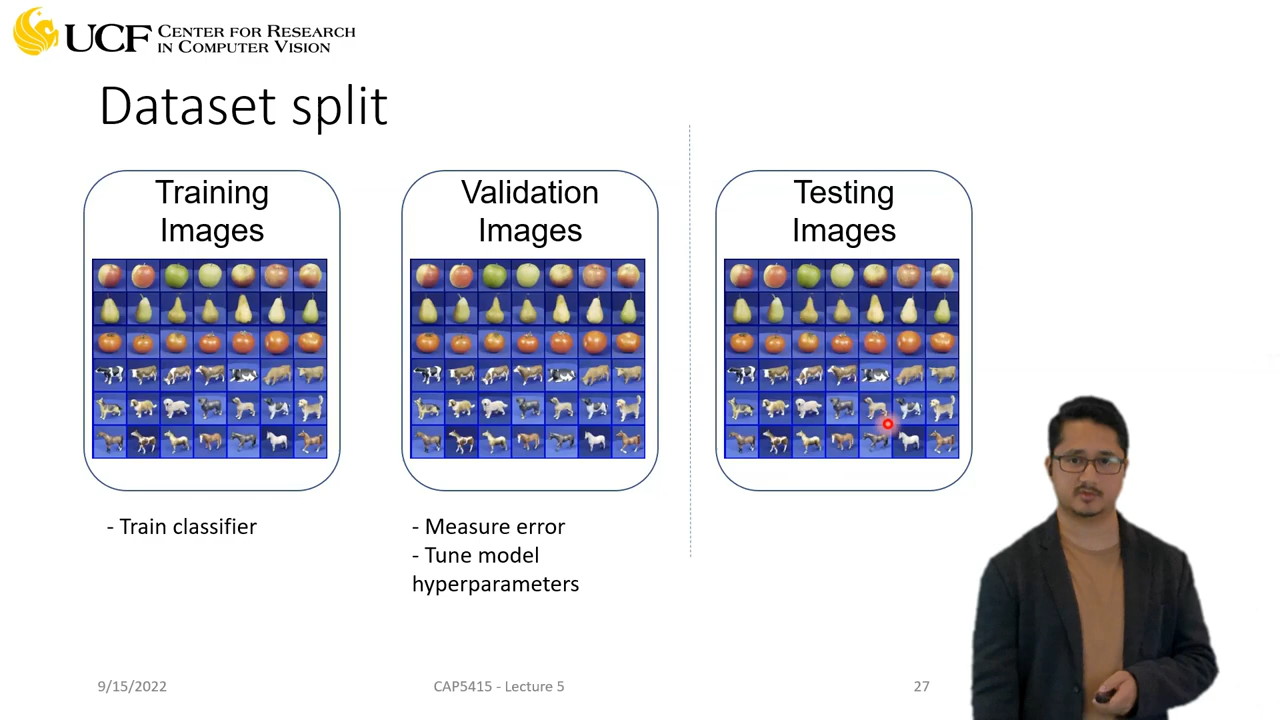 UCF CENTER FOR RESEARCH
IN COMPUTER VISION
Dataset split
Training
Images
Validation
Images
Testing
Images
- Train classifier
- Measure error
- Tune model
hyperparameters
9/15/2022
CAP5415 - Lecture 5
27